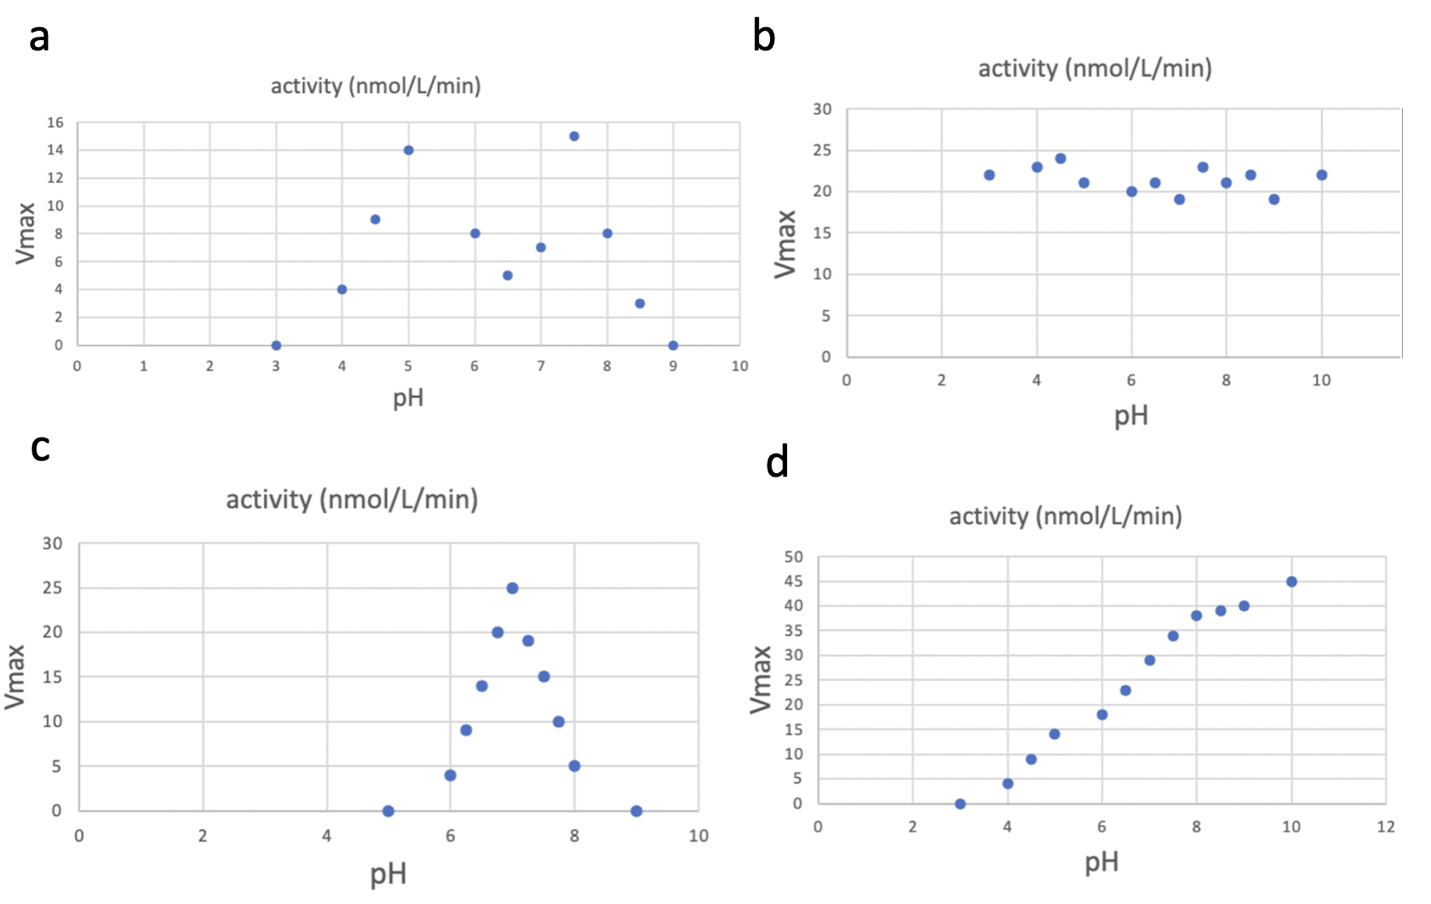 a
activity (nmol/L/min)
16
14
12
10
8
6
4
2
0
Vmax
0 1 2 3 4 5 6 7 8 9 10
pH
b
activity (nmol/L/min)
30
25
20
15
10
5
0
Vmax
0 2 4 6 8 10
pH
c
activity (nmol/L/min)
30
25
20
15
10
5
0
Vmax
0 2 4 6 8 10
pH
d
activity (nmol/L/min)
50
45
40
35
30
25
20
15
10
5
0
Vmax
0 2 4 6 8 10 12
pH